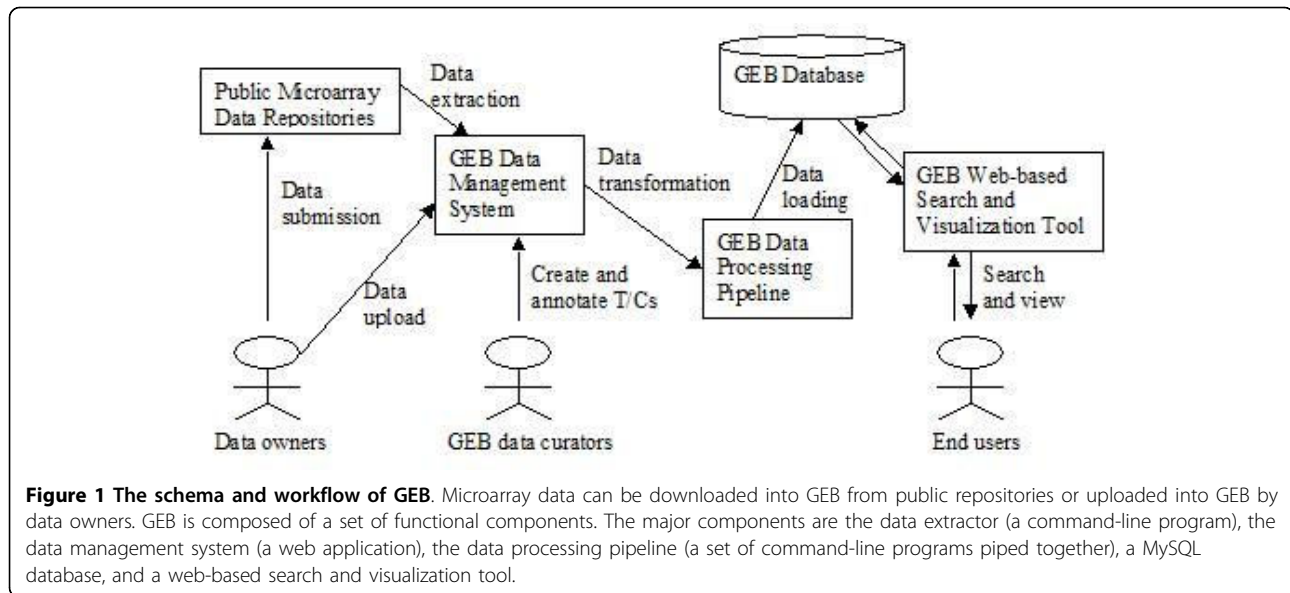 GEB Database
Public Microarray
Data Repositories
Data
extraction
GEB Data
Management
System
Data
transformation
GEB Web-based
Search and
Visualization Tool
Data
submission
Data
loading
GEB Data
Processing
Pipeline
Data
upload
Create and
annotate T/Cs
Search
and view
Data owners
GEB data curators
End users
Figure 1 The schema and workflow of GEB. Microarray data can be downloaded into GEB from public repositories or uploaded into GEB by
data owners. GEB is composed of a set of functional components. The major components are the data extractor (a command-line program), the
data management system (a web application), the data processing pipeline (a set of command-line programs piped together), a MySQL
database, and a web-based search and visualization tool.